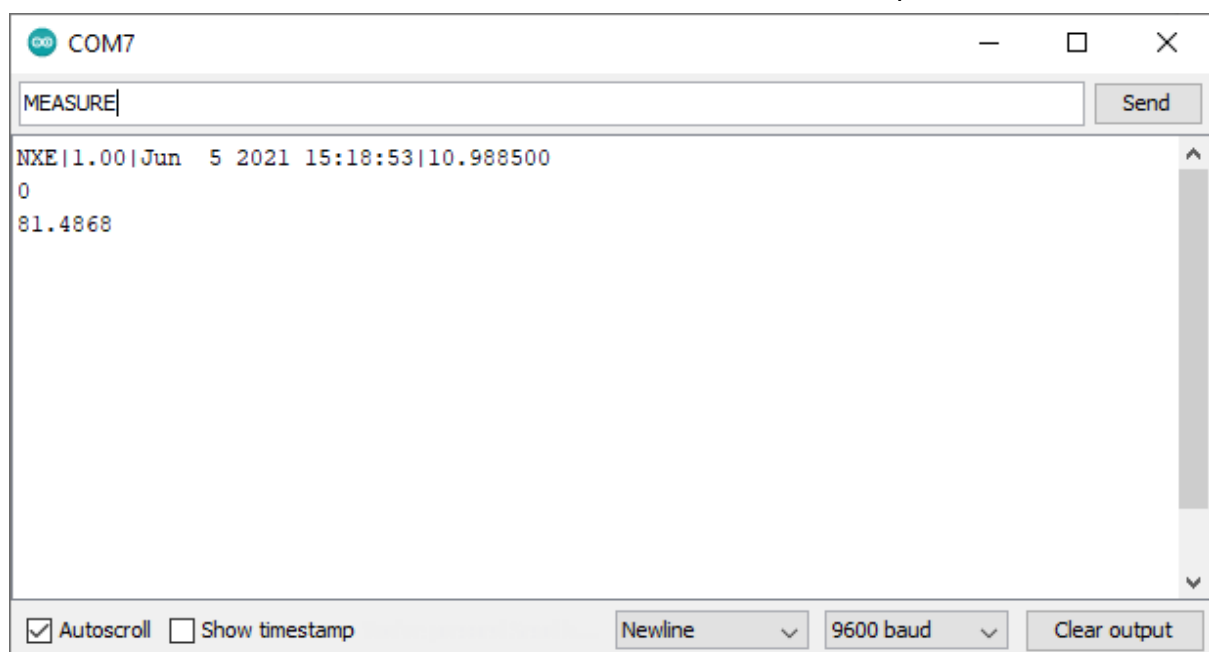 COM7
MEASURE
Send
NXE|1.00|Jun  5 2021 15:18:53|10.988500
0
81.4868
Autoscroll Show timestamp Newline 9600 baud Clear output